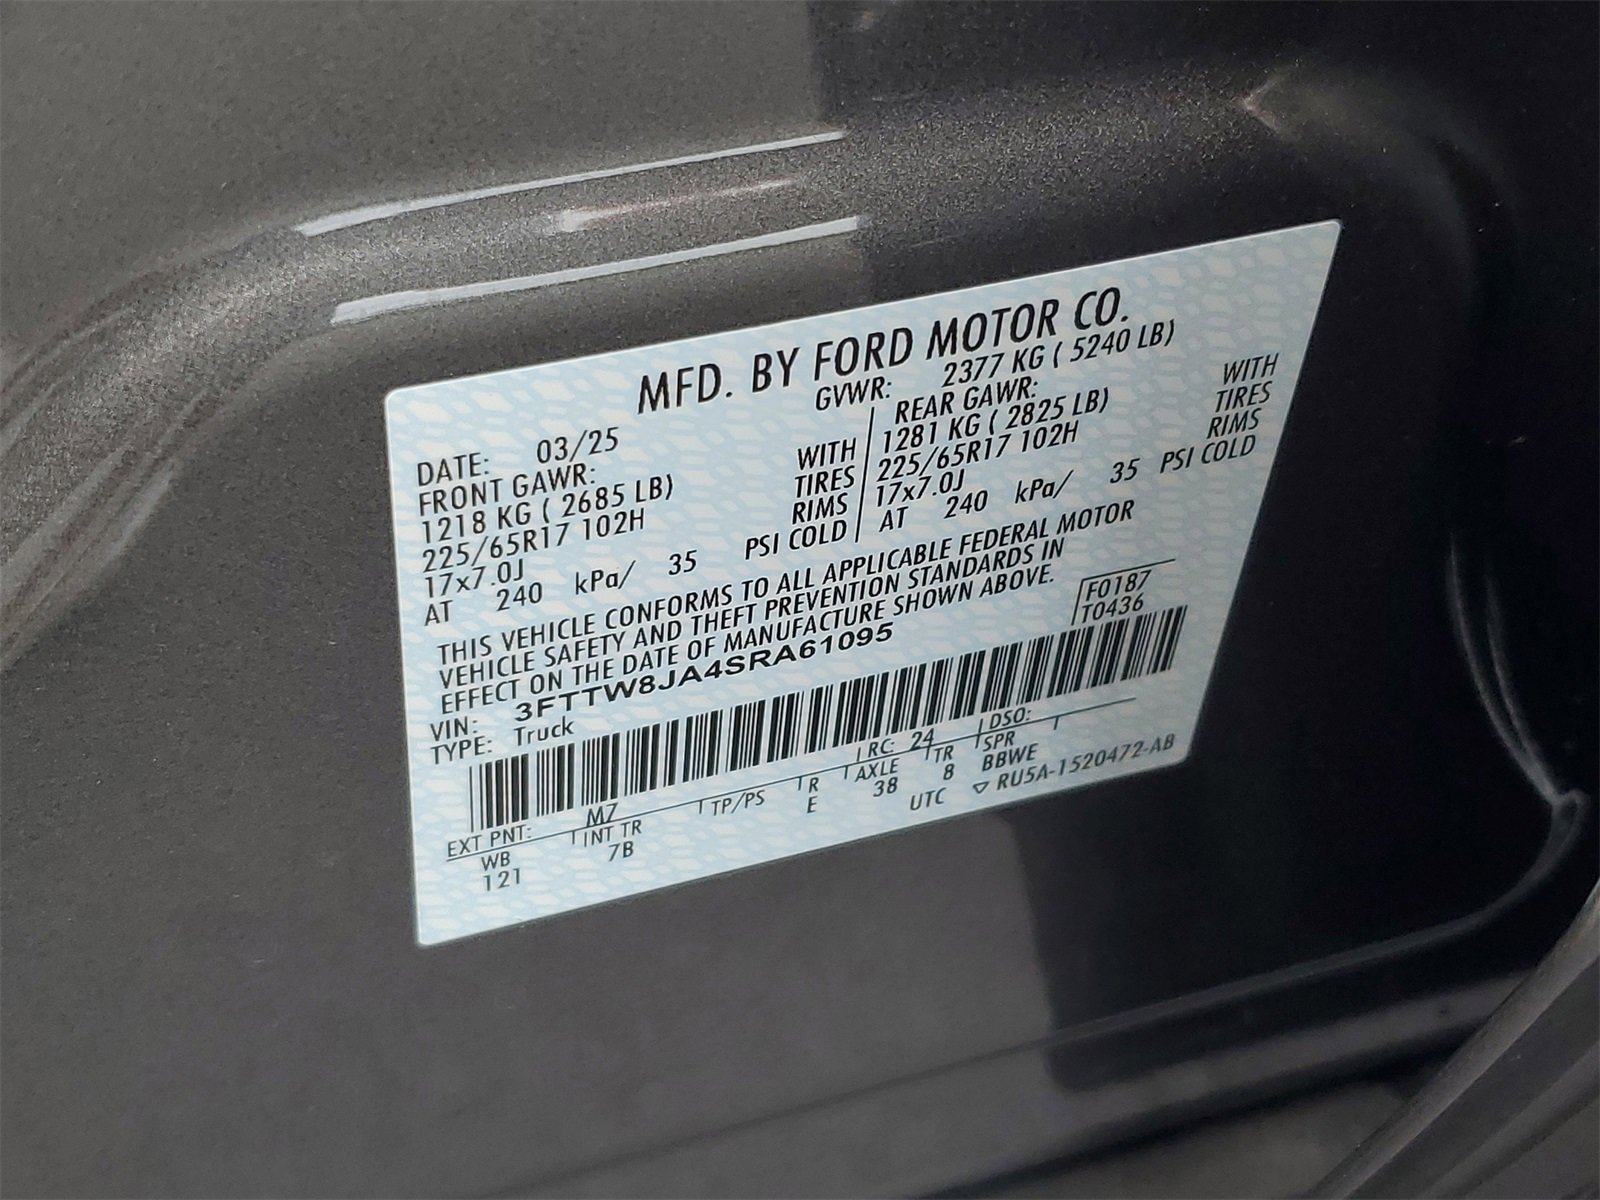 MFD. BY FORD MOTOR CO.
DATE: 03/25
GVWR: 2377 KG ( 5240 LB)
FRONT GAWR:
1218 KG ( 2685 LB) WITH
225/65R17 102H TIRES
17x7.0J RIMS
AT 240 kPa/ 35 PSI COLD
REAR GAWR:
1281 KG ( 2825 LB) WITH
225/65R17 102H TIRES
17x7.0J RIMS
AT 240 kPa/ 35 PSI COLD
THIS VEHICLE CONFORMS TO ALL APPLICABLE FEDERAL MOTOR
VEHICLE SAFETY AND THEFT PREVENTION STANDARDS IN
EFFECT ON THE DATE OF MANUFACTURE SHOWN ABOVE.
VIN: 3FTTW8JA4SRA61095
TYPE: Truck
F0187
T0436
EXT PNT: M7 RC: 24 DSO:
WB INT TR TP/PS R AXLE TR SPR
121 7B E 38 8 BBWE
UTC ▽ RU5A-1520472-AB